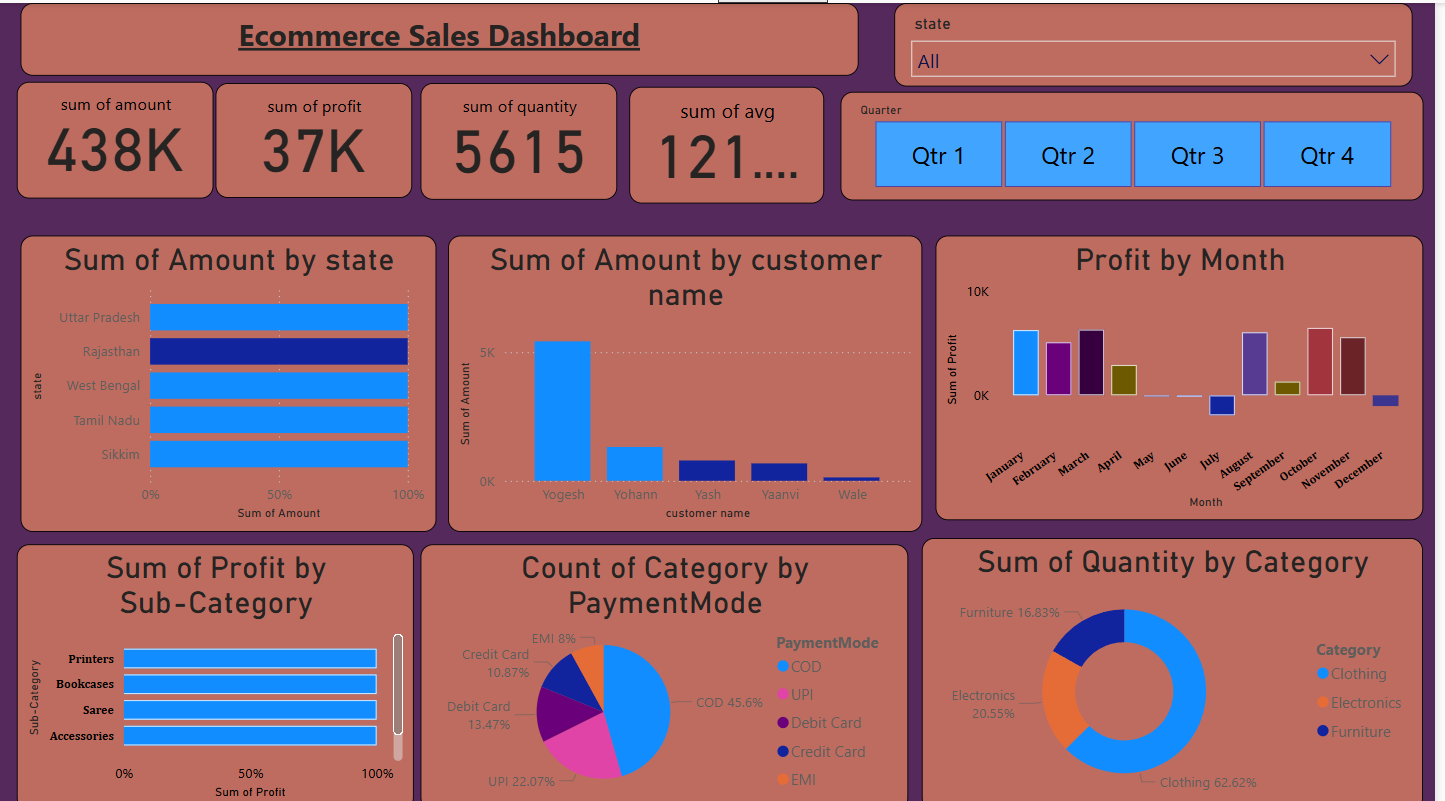 Ecommerce Sales Dashboard
state
All
sum of amount
438K
sum of profit
37K
sum of quantity
5615
sum of avg
121....
Quarter
Qtr 1
Qtr 2
Qtr 3
Qtr 4
Sum of Amount by state
state
Uttar Pradesh
Rajasthan
West Bengal
Tamil Nadu
Sikkim
0%
50%
100%
Sum of Amount
Sum of Amount by customer
name
Sum of Amount
5K
0K
Yogesh
Yohann
Yash
Yaanvi
Wale
customer name
Profit by Month
Sum of Profit
10K
0K
January
February
March
April
May
June
July
August
September
October
November
December
Month
Sum of Profit by
Sub-Category
Sub-Category
Printers
Bookcases
Saree
Accessories
0%
50%
100%
Sum of Profit
Count of Category by
PaymentMode
EMI 8%
Credit Card
10.87%
Debit Card
13.47%
UPI 22.07%
COD 45.6%
PaymentMode
COD
UPI
Debit Card
Credit Card
EMI
Sum of Quantity by Category
Furniture 16.83%
Electronics
20.55%
Clothing 62.62%
Category
Clothing
Electronics
Furniture